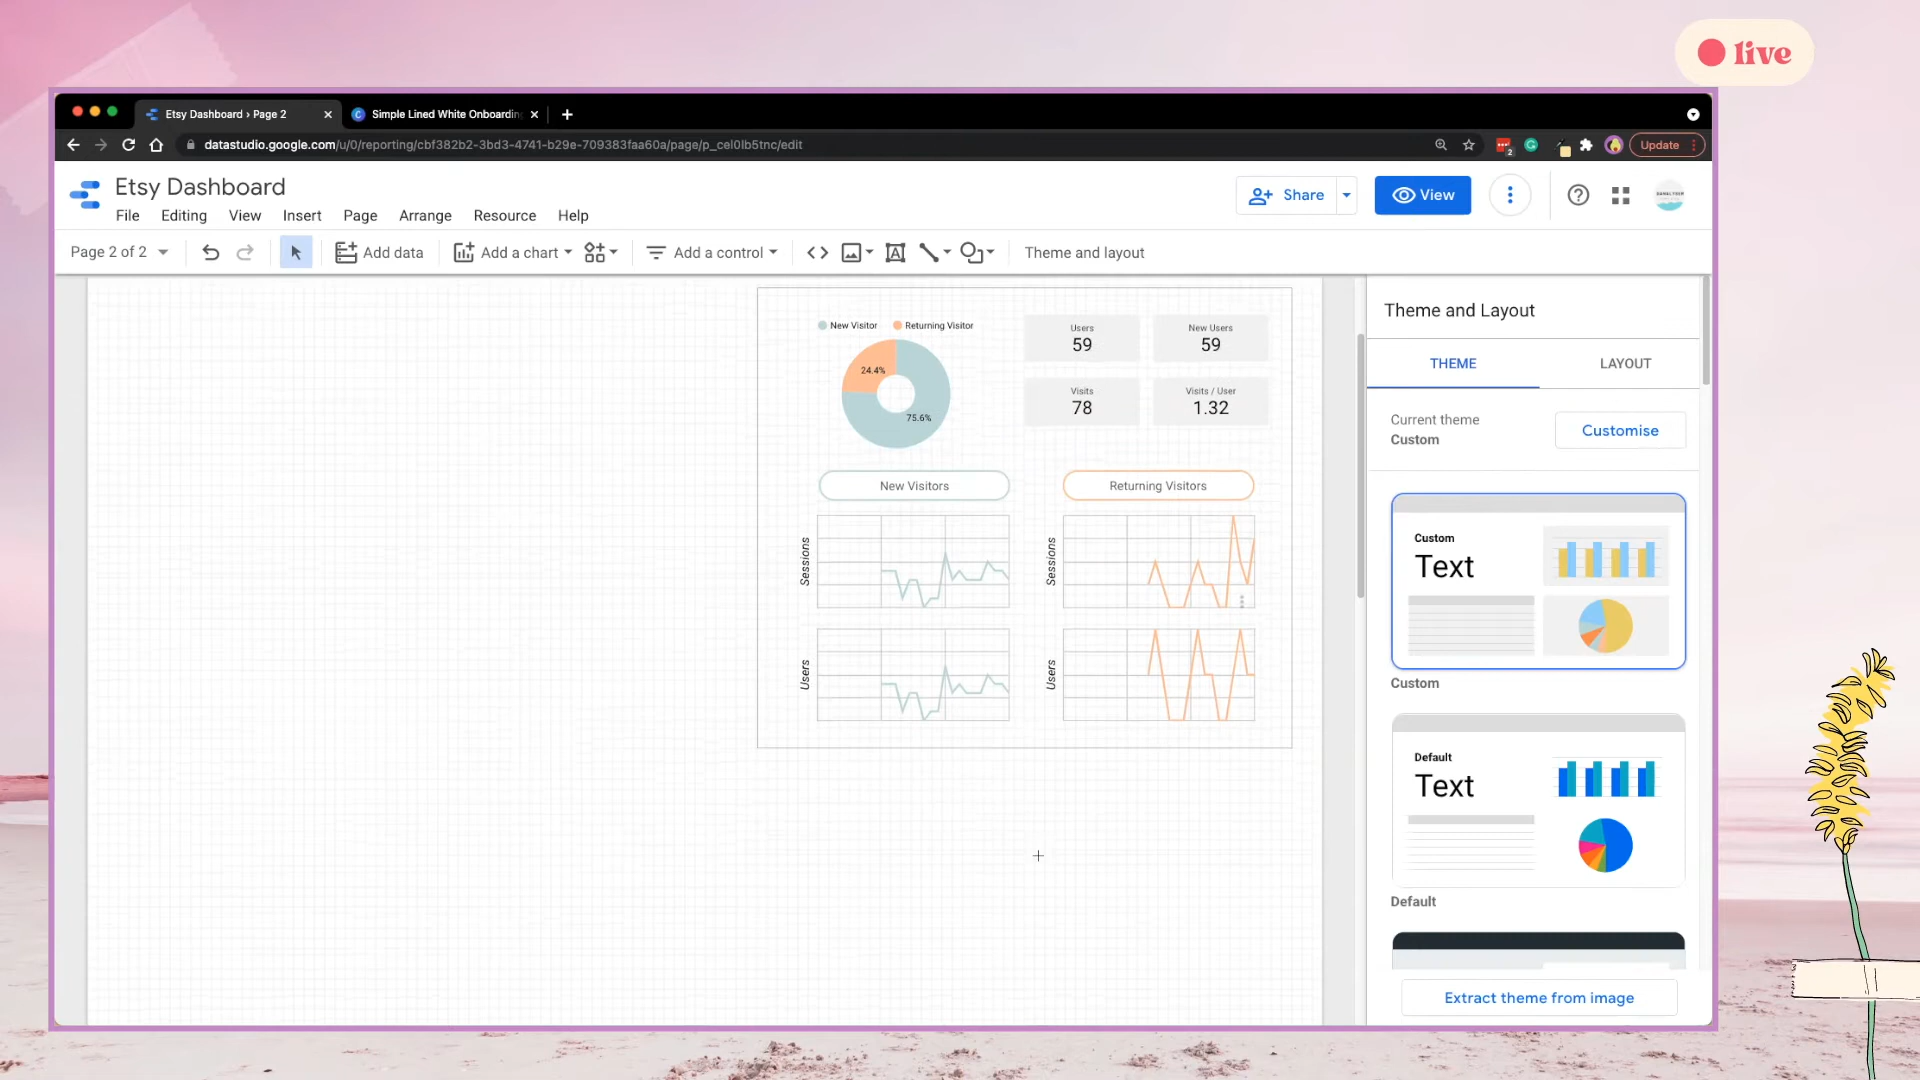 live
Etsy Dashboard › Page 2
Simple Lined White Onboarding
datastudio.google.com/u/0/reporting/cbf382b2-3bd3-4741-b29e-709383faa60a/page/p_cel0lb5tnc/edit
2
Update
Etsy Dashboard
Share
View
File Editing View Insert Page Arrange Resource Help
Page 2 of 2
Add data
Add a chart
Add a control
Theme and layout
New Visitor
Returning Visitor
24.4%
75.6%
Users
59
New Users
59
Visits
78
Visits / User
1.32
New Visitors
Returning Visitors
Sessions
Sessions
Users
Users
Theme and Layout
THEME
LAYOUT
Current theme
Custom
Customise
Custom
Text
Custom
Default
Text
Default
Extract theme from image